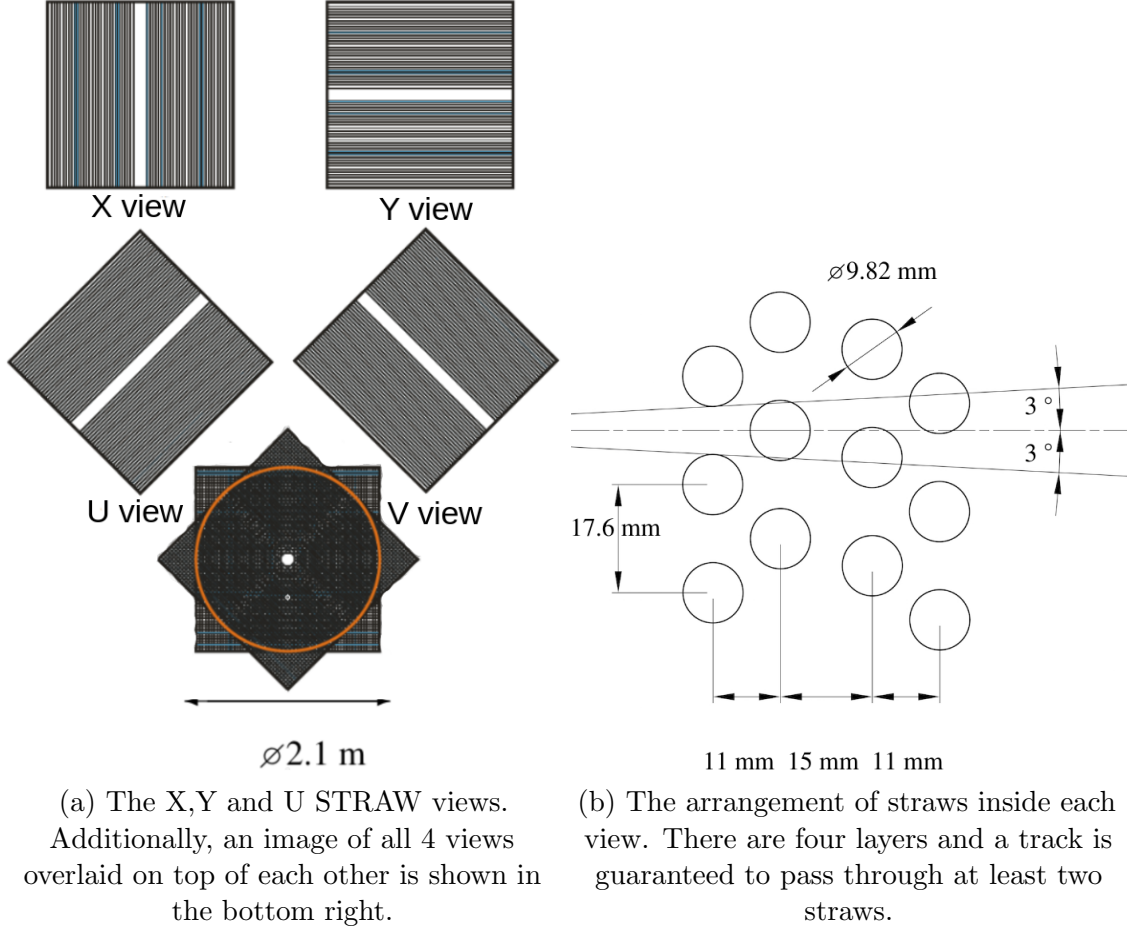 X view
Y view
U view
V view
⌀2.1 m
⌀9.82 mm
3 °
3 °
17.6 mm
11 mm 15 mm 11 mm
(a) The X,Y and U STRAW views.
Additionally, an image of all 4 views
overlaid on top of each other is shown in
the bottom right.
(b) The arrangement of straws inside each
view. There are four layers and a track is
guaranteed to pass through at least two
straws.